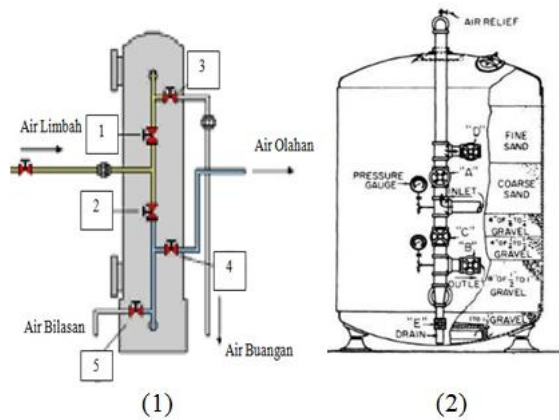 3
1
Air Limbah
Air Olahan
2
4
Air Bilasan
5
Air Buangan
(1)
AIR RELIEF
"D"
FINE
SAND
PRESSURE
GAUGE
"A"
INLET
COARSE
SAND
"C"
GRAVEL
"B"
GRAVEL
OUTLET
GRAVEL
"E"
DRAIN
GRAVEL
(2)